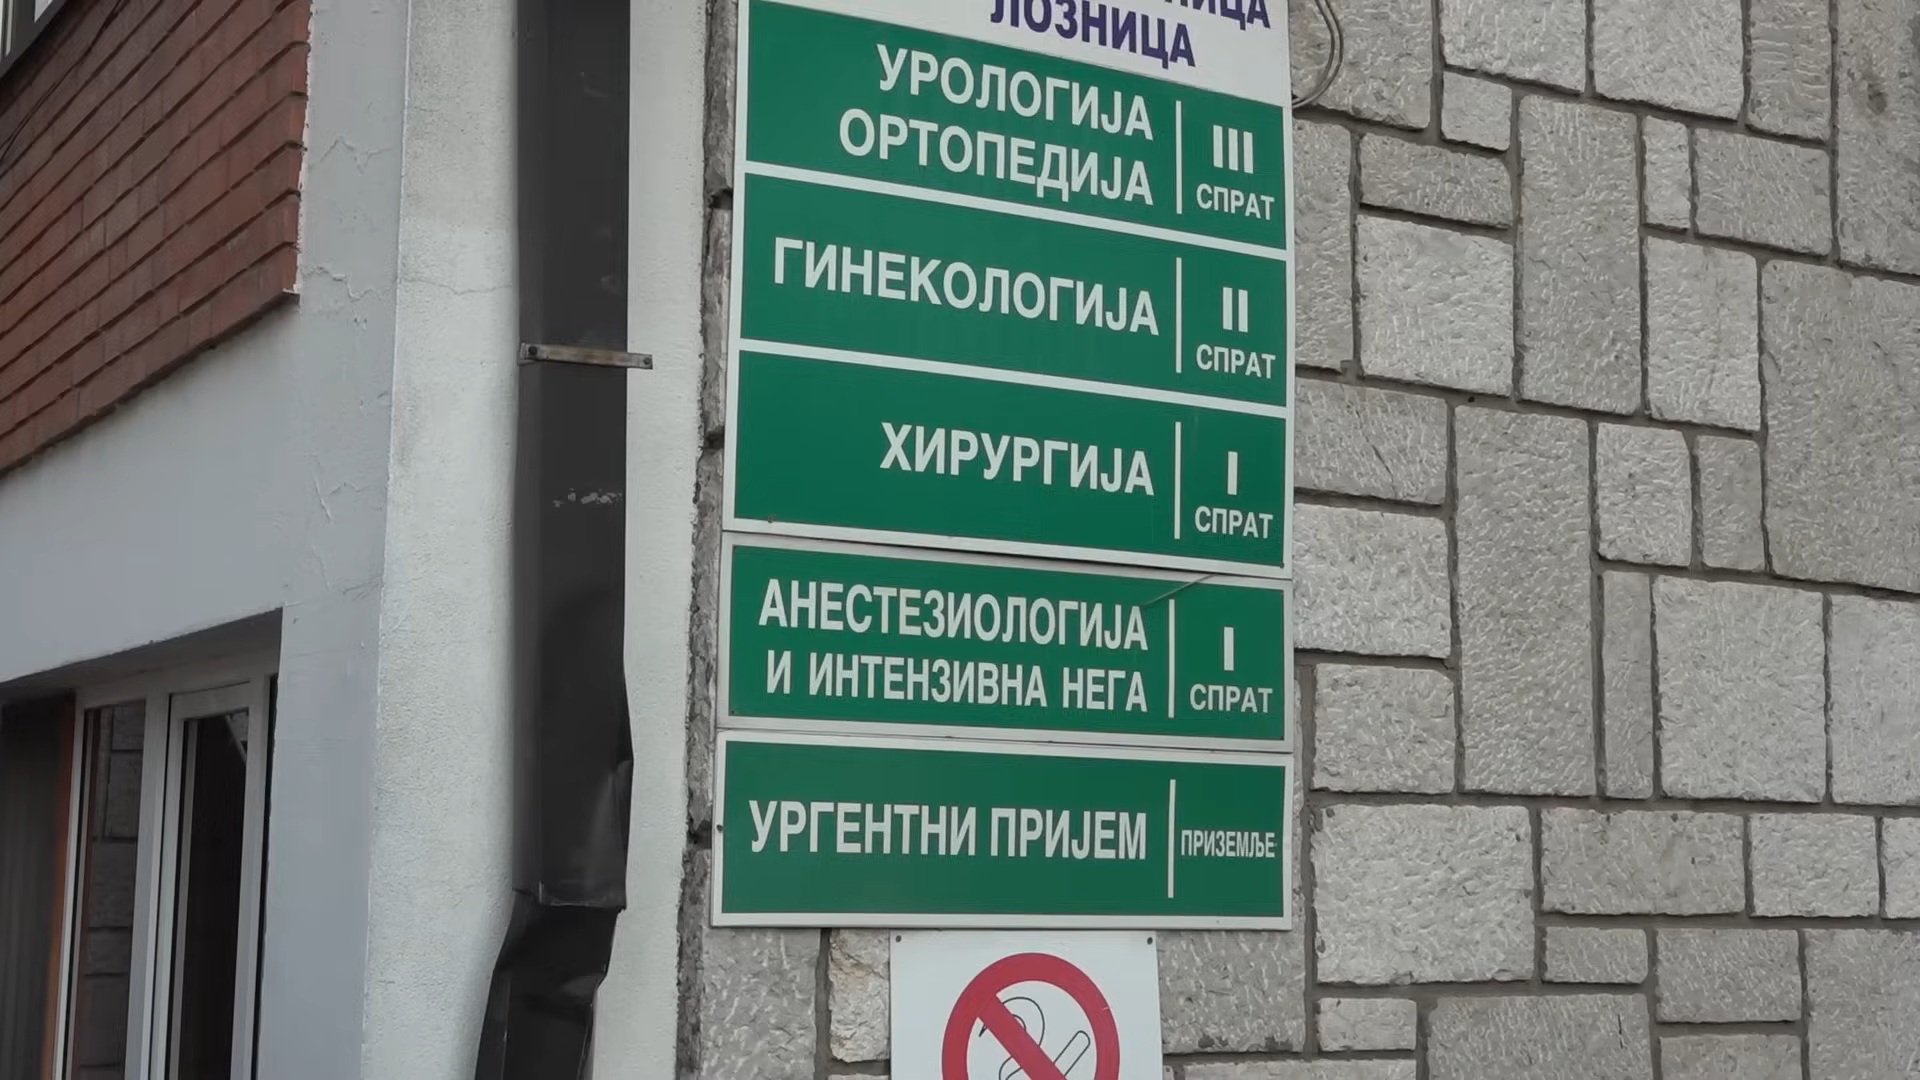 ЛОЗНИЦА
УРОЛОГИЈА
ОРТОПЕДИЈА
III
СПРАТ
ГИНЕКОЛОГИЈА
II
СПРАТ
ХИРУРГИЈА
I
СПРАТ
АНЕСТЕЗИОЛОГИЈА
И ИНТЕНЗИВНА НЕГА
I
СПРАТ
УРГЕНТНИ ПРИЈЕМ
ПРИЗЕМЉЕ